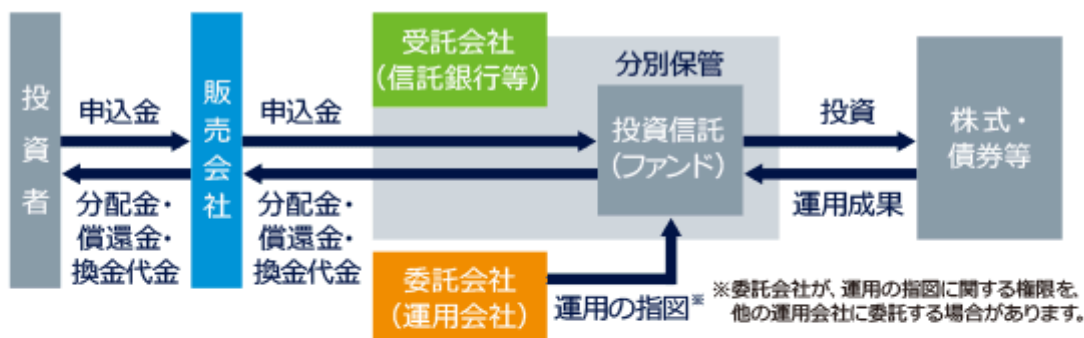 投資者
申込金
分配金・
償還金・
換金代金
販売会社
申込金
分配金・
償還金・
換金代金
受託会社
（信託銀行等）
分別保管
投資信託
（ファンド）
委託会社
（運用会社）
運用の指図※
投資
運用成果
株式・
債券等
※委託会社が、運用の指図に関する権限を、
他の運用会社に委託する場合があります。